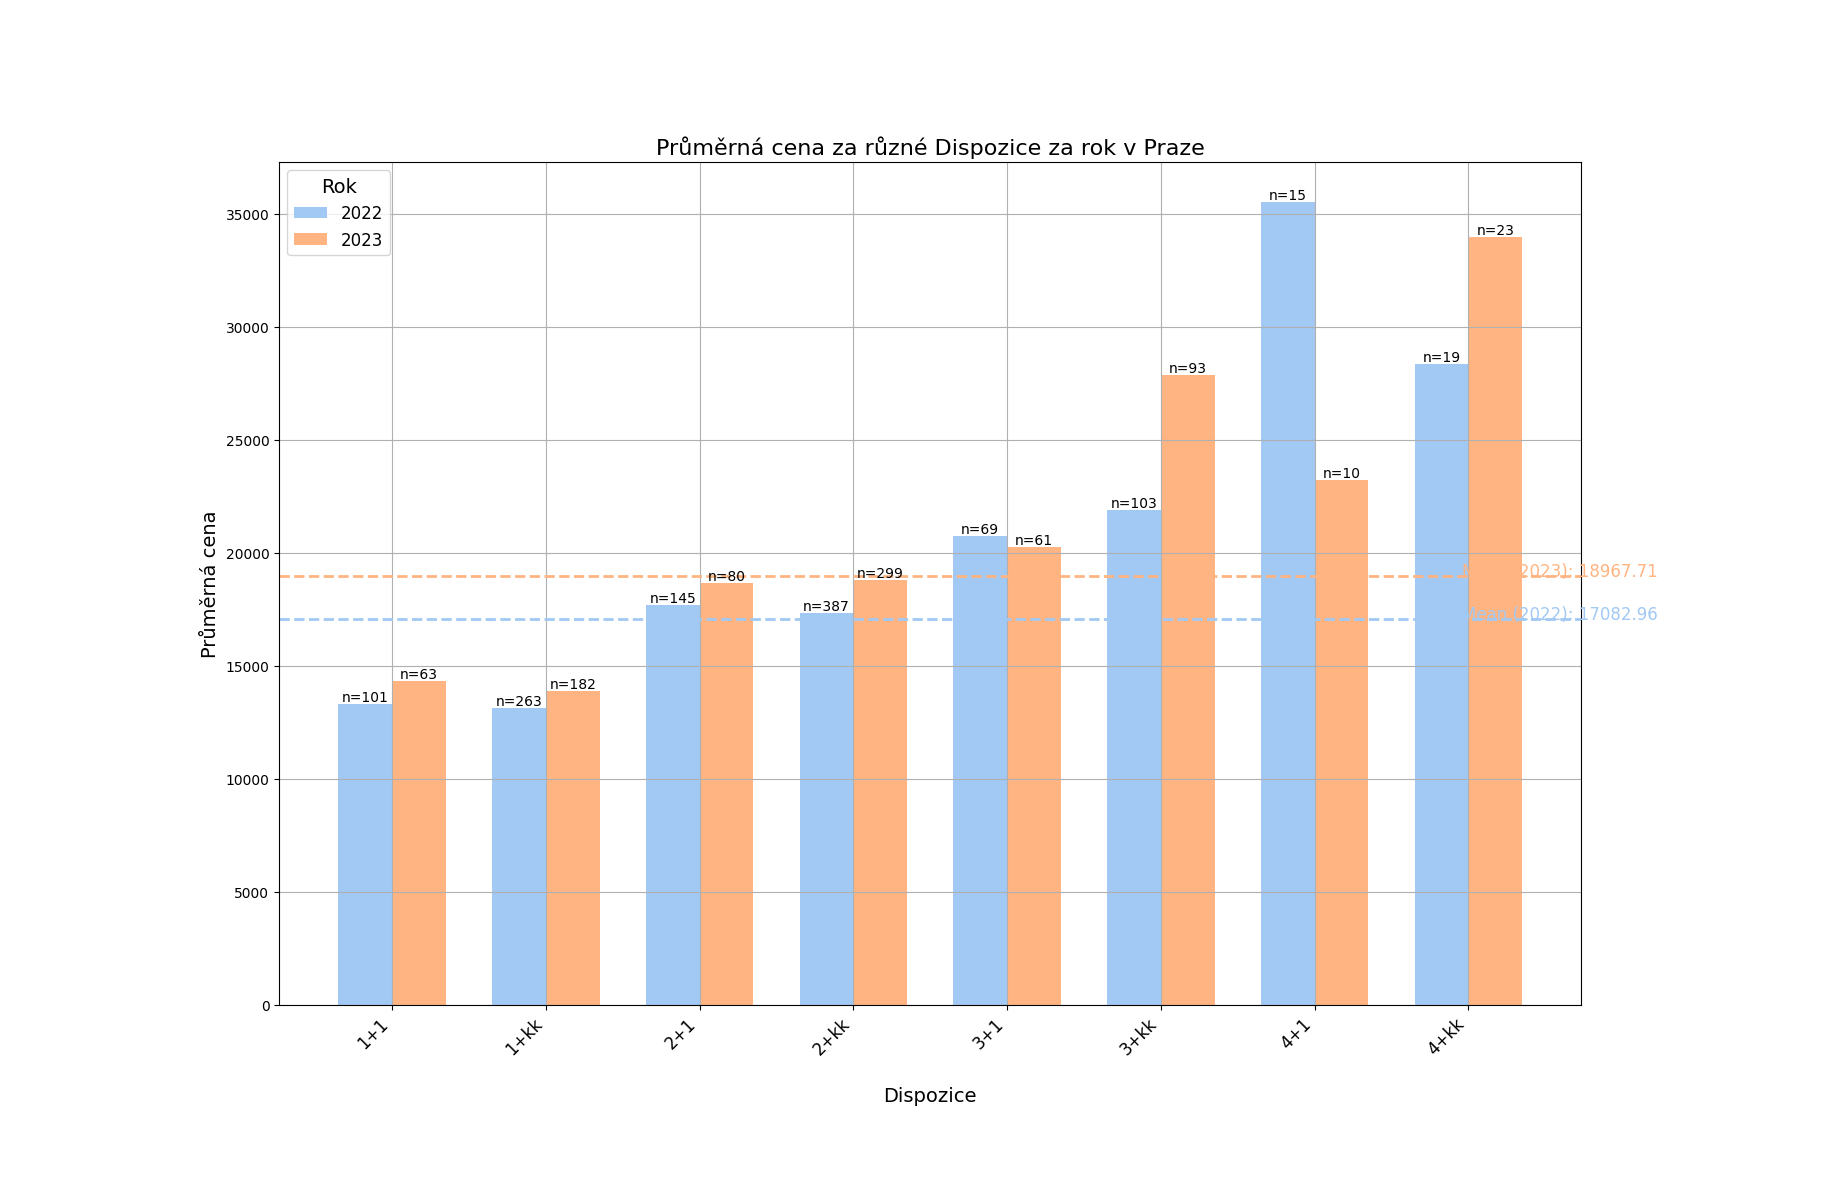 Průměrná cena za různé Dispozice za rok v Praze
Rok
2022
2023
Průměrná cena
35000
30000
25000
20000
15000
10000
5000
0
n=101
n=63
n=263
n=182
n=145
n=80
n=387
n=299
n=69
n=61
n=103
n=93
n=15
n=10
n=19
n=23
(2023): 18967.71
Mean (2022): 17082.96
1+1
1+kk
2+1
2+kk
3+1
3+kk
4+1
4+kk
Dispozice